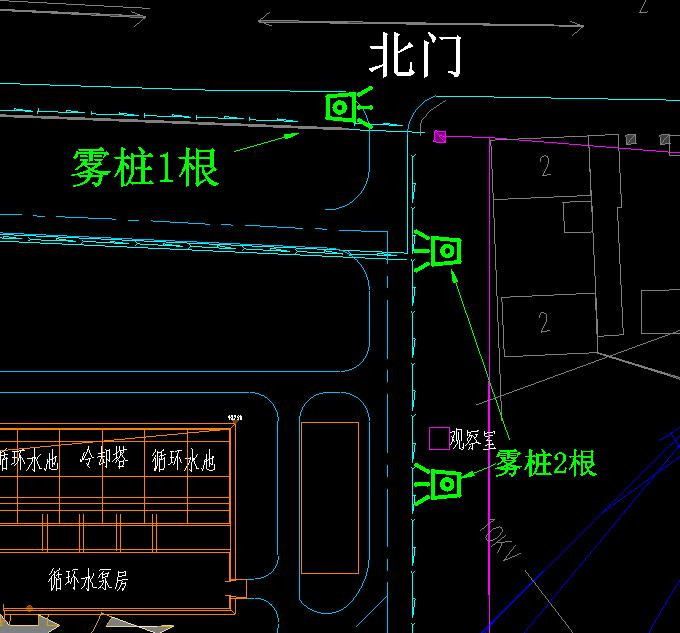 北门
雾桩1根
2
2
观察室
雾桩2根
循环水池
冷却塔
循环水池
10KV
循环水泵房